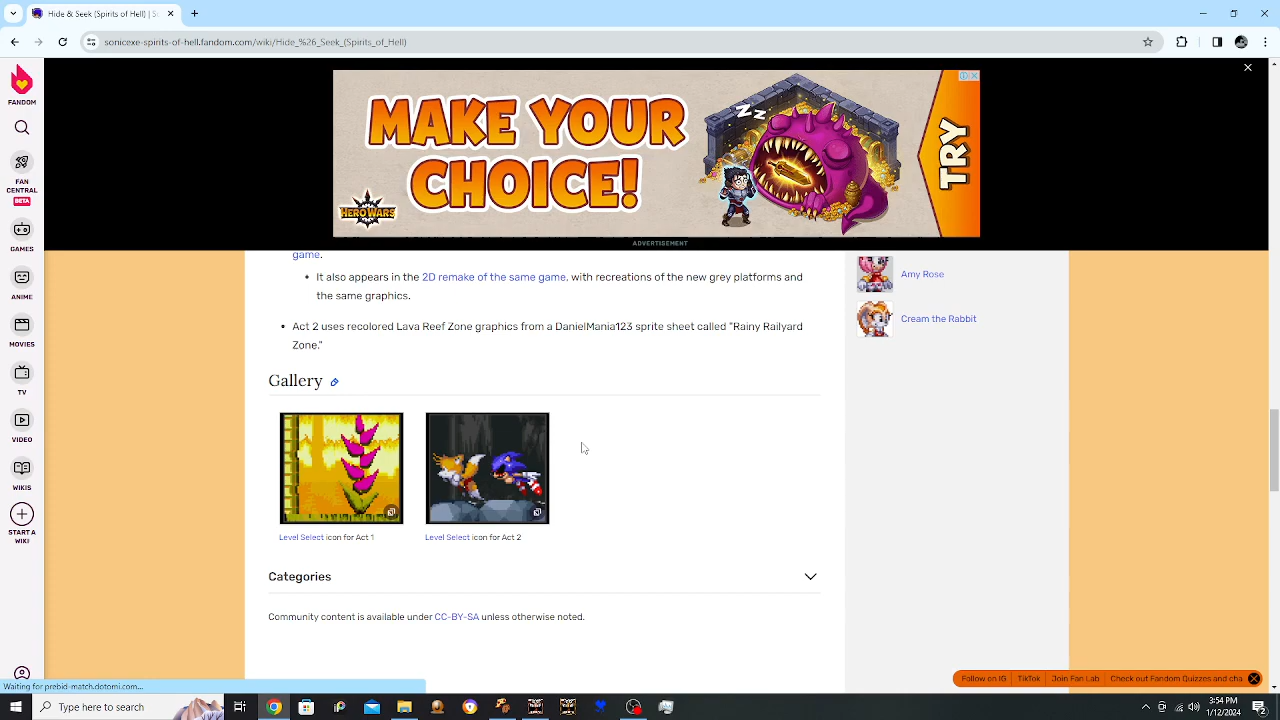 Hide & Seek (Spirits of Hell) | S
sonicexe-spirits-of-hell.fandom.com/wiki/Hide_%26_Seek_(Spirits_of_Hell)
FANDOM
FAN CENTRAL
BETA
GAMES
ANIME
MOVIES
TV
VIDEO
WIKIS
START A WIKI
MAKE YOUR
CHOICE!
HERO WARS
Z
Z
N
TRY
ADVERTISEMENT
game.
It also appears in the 2D remake of the same game. with recreations of the new grey platforms and
the same graphics.
Act 2 uses recolored Lava Reef Zone graphics from a DanielMania123 sprite sheet called "Rainy Railyard
Zone."
Gallery
Level Select icon for Act 1
Level Select icon for Act 2
Categories
Community content is available under CC-BY-SA unless otherwise noted.
Amy Rose
Cream the Rabbit
Follow on IG
TikTok
Join Fan Lab
Check out Fandom Quizzes and cha
Waiting for prebid-match.dotomi.com...
Type here to search
3:54 PM
1/12/2024